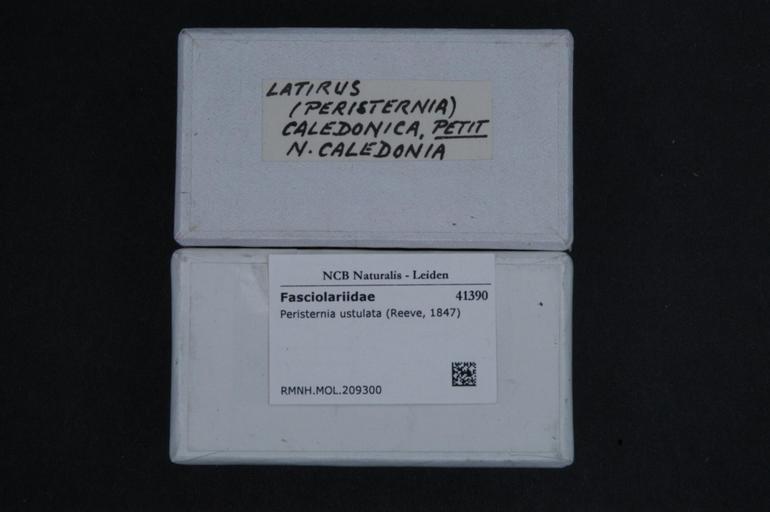 LATIRUS
(PERISTERNIA)
CALEDONICA, PETIT
N. CALEDONIA
NCB Naturalis - Leiden
Fasciolariidae 41390
Peristernia ustulata (Reeve, 1847)
RMNH.MOL.209300